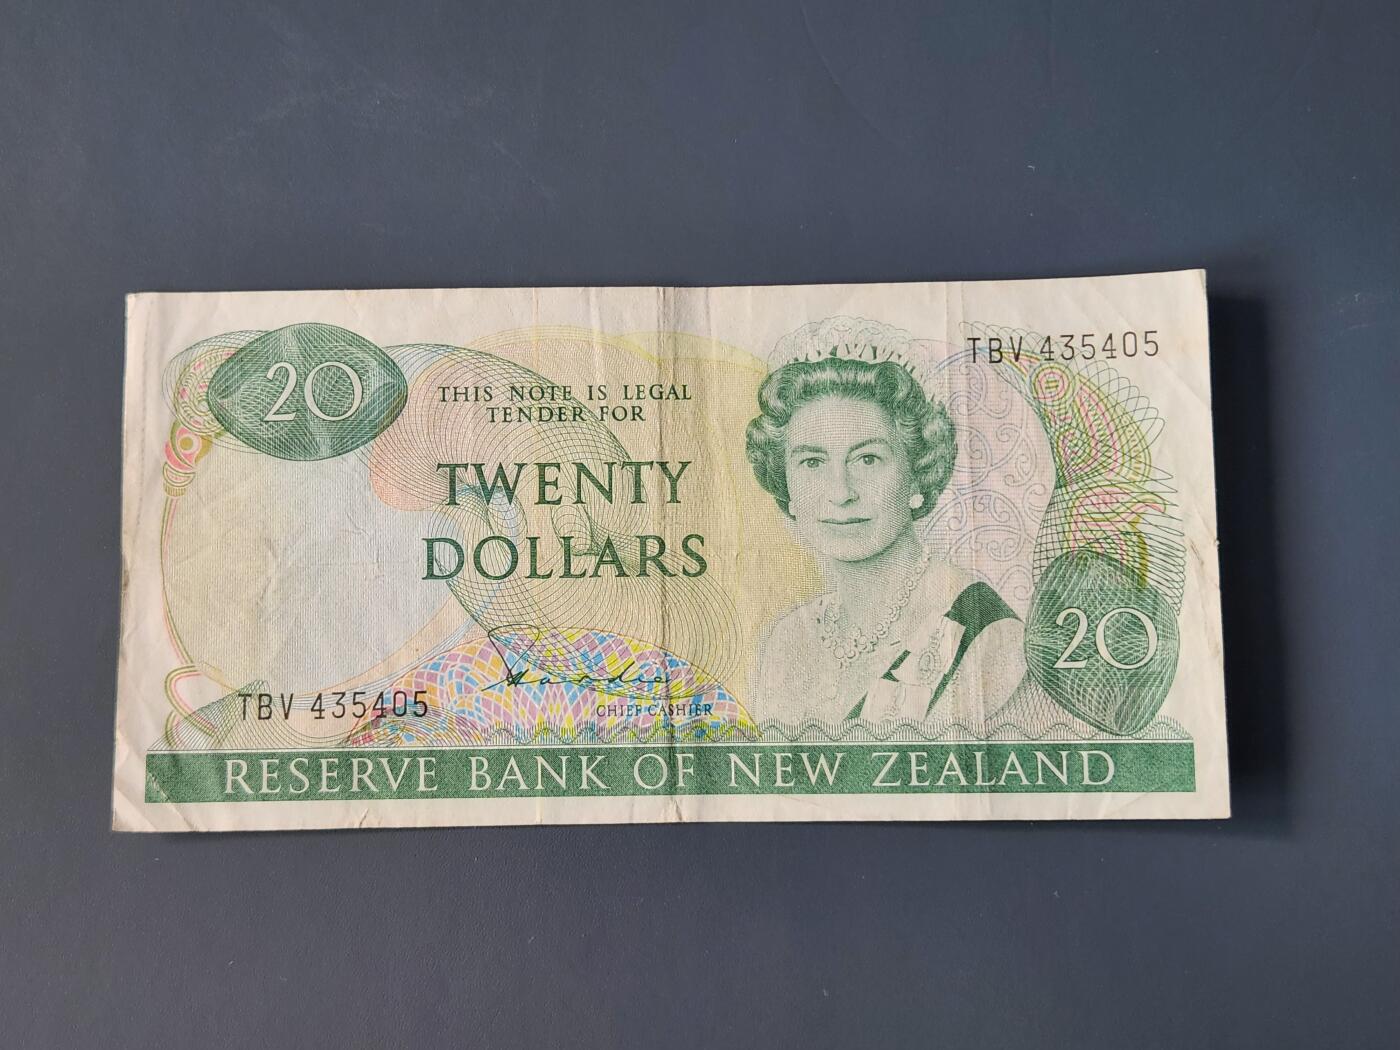 20
TBV 435405
THIS NOTE IS LEGAL
TENDER FOR
TWENTY
DOLLARS
20
TBV 435405
CHIEF CASHIER
RESERVE BANK OF NEW ZEALAND